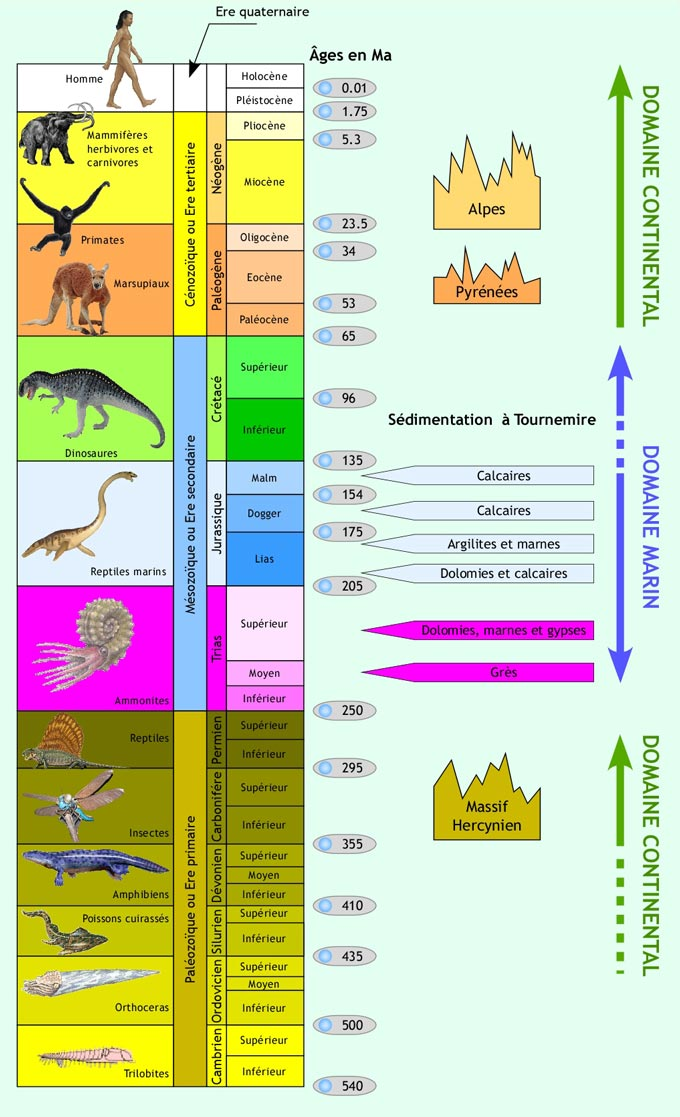 Ere quaternaire
Âges en Ma
Homme
Holocène
0.01
Pléistocène
1.75
Mammifères
herbivores et
carnivores
Pliocène
5.3
Néogène
Miocène
Alpes
23.5
Cénozoïque ou Ere tertiaire
Primates
Oligocène
34
Paléogène
Marsupiaux
Eocène
Pyrénées
53
Paléocène
65
DOMAINE CONTINENTAL
Supérieur
96
Crétacé
Sédimentation à Tournemire
Inférieur
Dinosaures
135
Malm
Calcaires
154
Dogger
Calcaires
Jurassique
175
Argilites et marnes
Lias
Reptiles marins
Dolomies et calcaires
205
Mésozoïque ou Ere secondaire
DOMAINE MARIN
Supérieur
Dolomies, marnes et gypses
Trias
Moyen
Grès
Ammonites
Inférieur
250
Reptiles
Supérieur
Permien
Inférieur
295
Supérieur
Carbonifére
Massif
Hercynien
Insectes
Inférieur
355
Paléozoïque ou Ere primaire
DOMAINE CONTINENTAL
Supérieur
Dévonien
Moyen
Amphibiens
Inférieur
410
Poissons cuirassés
Supérieur
Silurien
Inférieur
435
Supérieur
Ordovicien
Moyen
Orthoceras
Inférieur
500
Supérieur
Cambrien
Trilobites
Inférieur
540